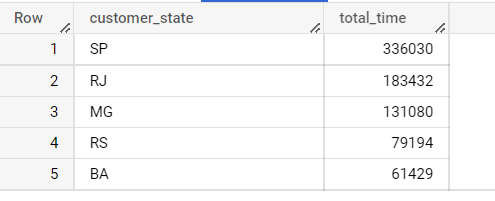 Row customer_state total_time
1 SP 336030
2 RJ 183432
3 MG 131080
4 RS 79194
5 BA 61429